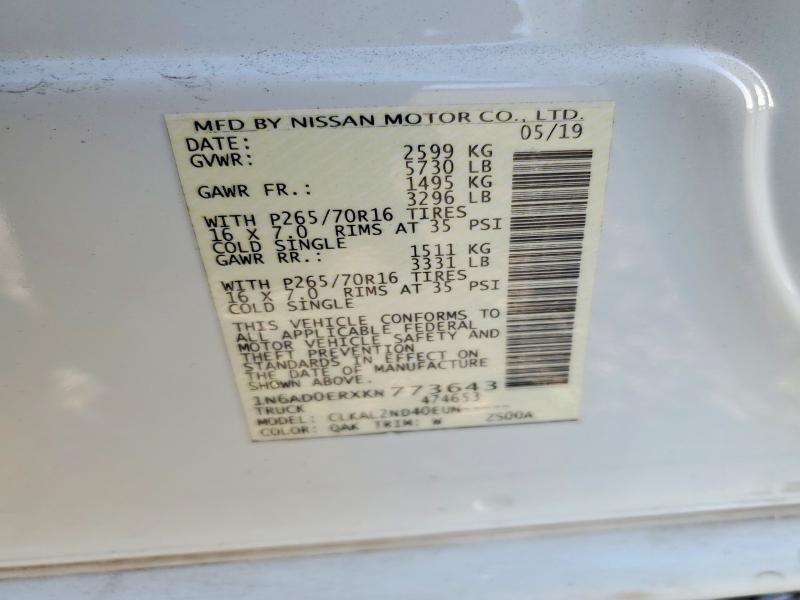 MFD BY NISSAN MOTOR CO., LTD.
DATE: 05/19
GVWR: 2599 KG
5730 LB
GAWR FR.: 1495 KG
3296 LB
WITH P265/70R16 TIRES
16 X 7.0 RIMS AT 35 PSI
COLD SINGLE
GAWR RR.: 1511 KG
3331 LB
WITH P265/70R16 TIRES
16 X 7.0 RIMS AT 35 PSI
COLD SINGLE
THIS VEHICLE CONFORMS TO
ALL APPLICABLE FEDERAL
MOTOR VEHICLE SAFETY AND
THEFT PREVENTION
STANDARDS IN EFFECT ON
THE DATE OF MANUFACTURE
SHOWN ABOVE.
1N6AD0ERXKN773643
TRUCK 474653
MODEL: CLKALZND40EUN 2S00A
COLOR: QAK TRIM: W